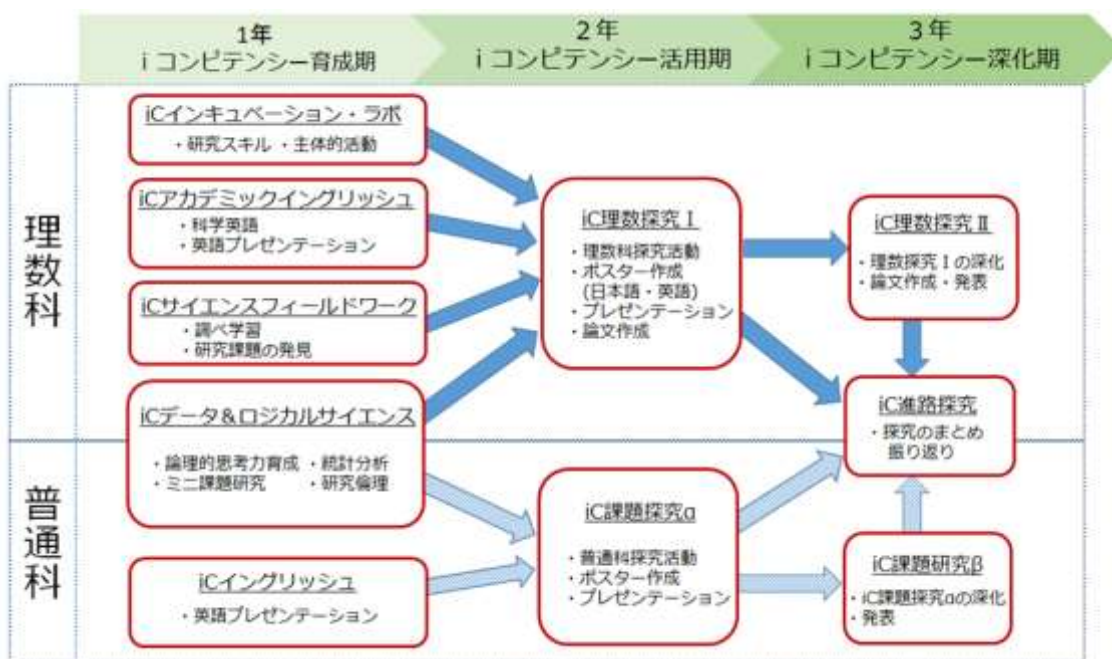 1年
i コンピテンシー育成期
2年
i コンピテンシー活用期
3年
i コンピテンシー深化期
理数科
iCインキュベーション・ラボ
・研究スキル ・主体的活動
iCアカデミックイングリッシュ
・科学英語
・英語プレゼンテーション
iCサイエンスフィールドワーク
・調べ学習
・研究課題の発見
iCデータ&ロジカルサイエンス
・論理的思考力育成 ・統計分析
・ミニ課題研究 ・研究倫理
iC理数探究Ⅰ
・理数科探究活動
・ポスター作成
(日本語・英語)
・プレゼンテーション
・論文作成
iC理数探究Ⅱ
・理数探究Ⅰの深化
・論文作成・発表
iC進路探究
・探究のまとめ
振り返り
普通科
iCイングリッシュ
・英語プレゼンテーション
iC課題探究α
・普通科探究活動
・ポスター作成
・プレゼンテーション
iC課題研究β
・iC課題探究αの深化
・発表